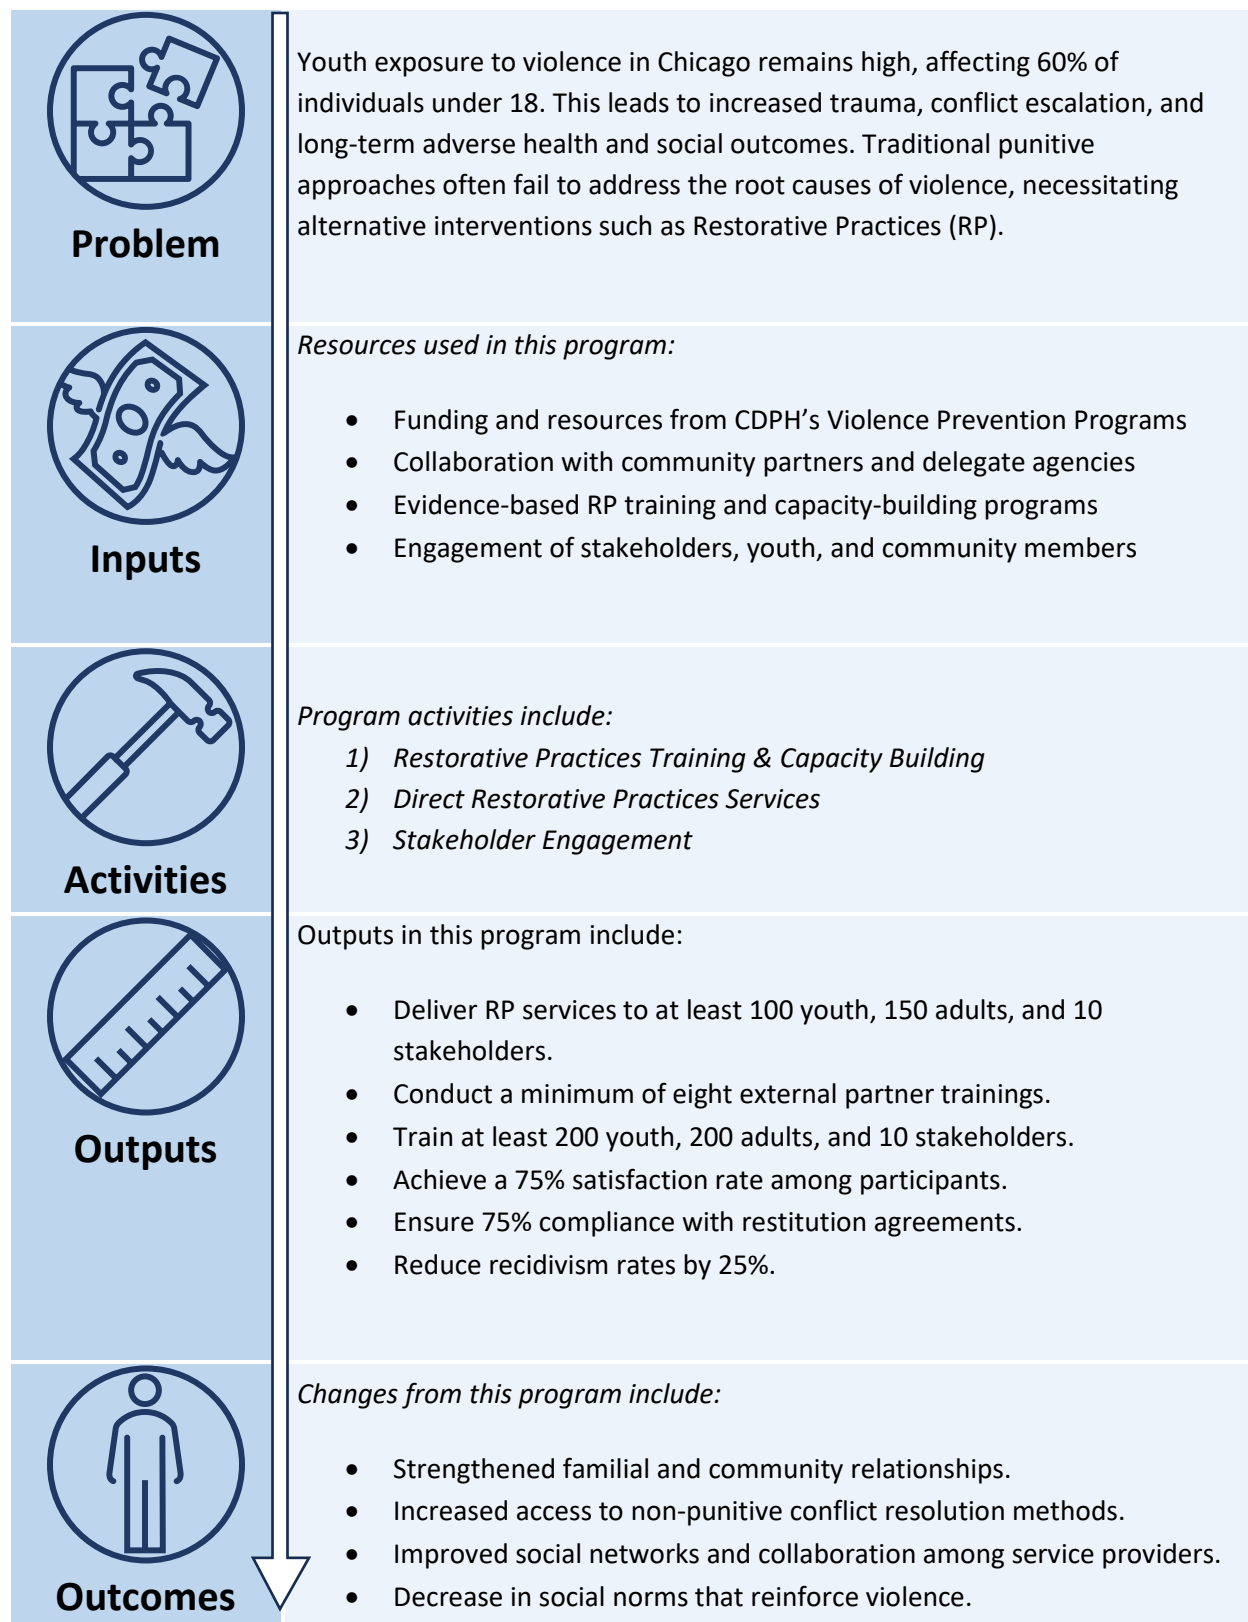 Problem
Youth exposure to violence in Chicago remains high, affecting 60% of
individuals under 18. This leads to increased trauma, conflict escalation, and
long-term adverse health and social outcomes. Traditional punitive
approaches often fail to address the root causes of violence, necessitating
alternative interventions such as Restorative Practices (RP).
Inputs
Resources used in this program:
• Funding and resources from CDPH’s Violence Prevention Programs
• Collaboration with community partners and delegate agencies
• Evidence-based RP training and capacity-building programs
• Engagement of stakeholders, youth, and community members
Activities
Program activities include:
1) Restorative Practices Training & Capacity Building
2) Direct Restorative Practices Services
3) Stakeholder Engagement
Outputs
Outputs in this program include:
• Deliver RP services to at least 100 youth, 150 adults, and 10
stakeholders.
• Conduct a minimum of eight external partner trainings.
• Train at least 200 youth, 200 adults, and 10 stakeholders.
• Achieve a 75% satisfaction rate among participants.
• Ensure 75% compliance with restitution agreements.
• Reduce recidivism rates by 25%.
Outcomes
Changes from this program include:
• Strengthened familial and community relationships.
• Increased access to non-punitive conflict resolution methods.
• Improved social networks and collaboration among service providers.
• Decrease in social norms that reinforce violence.